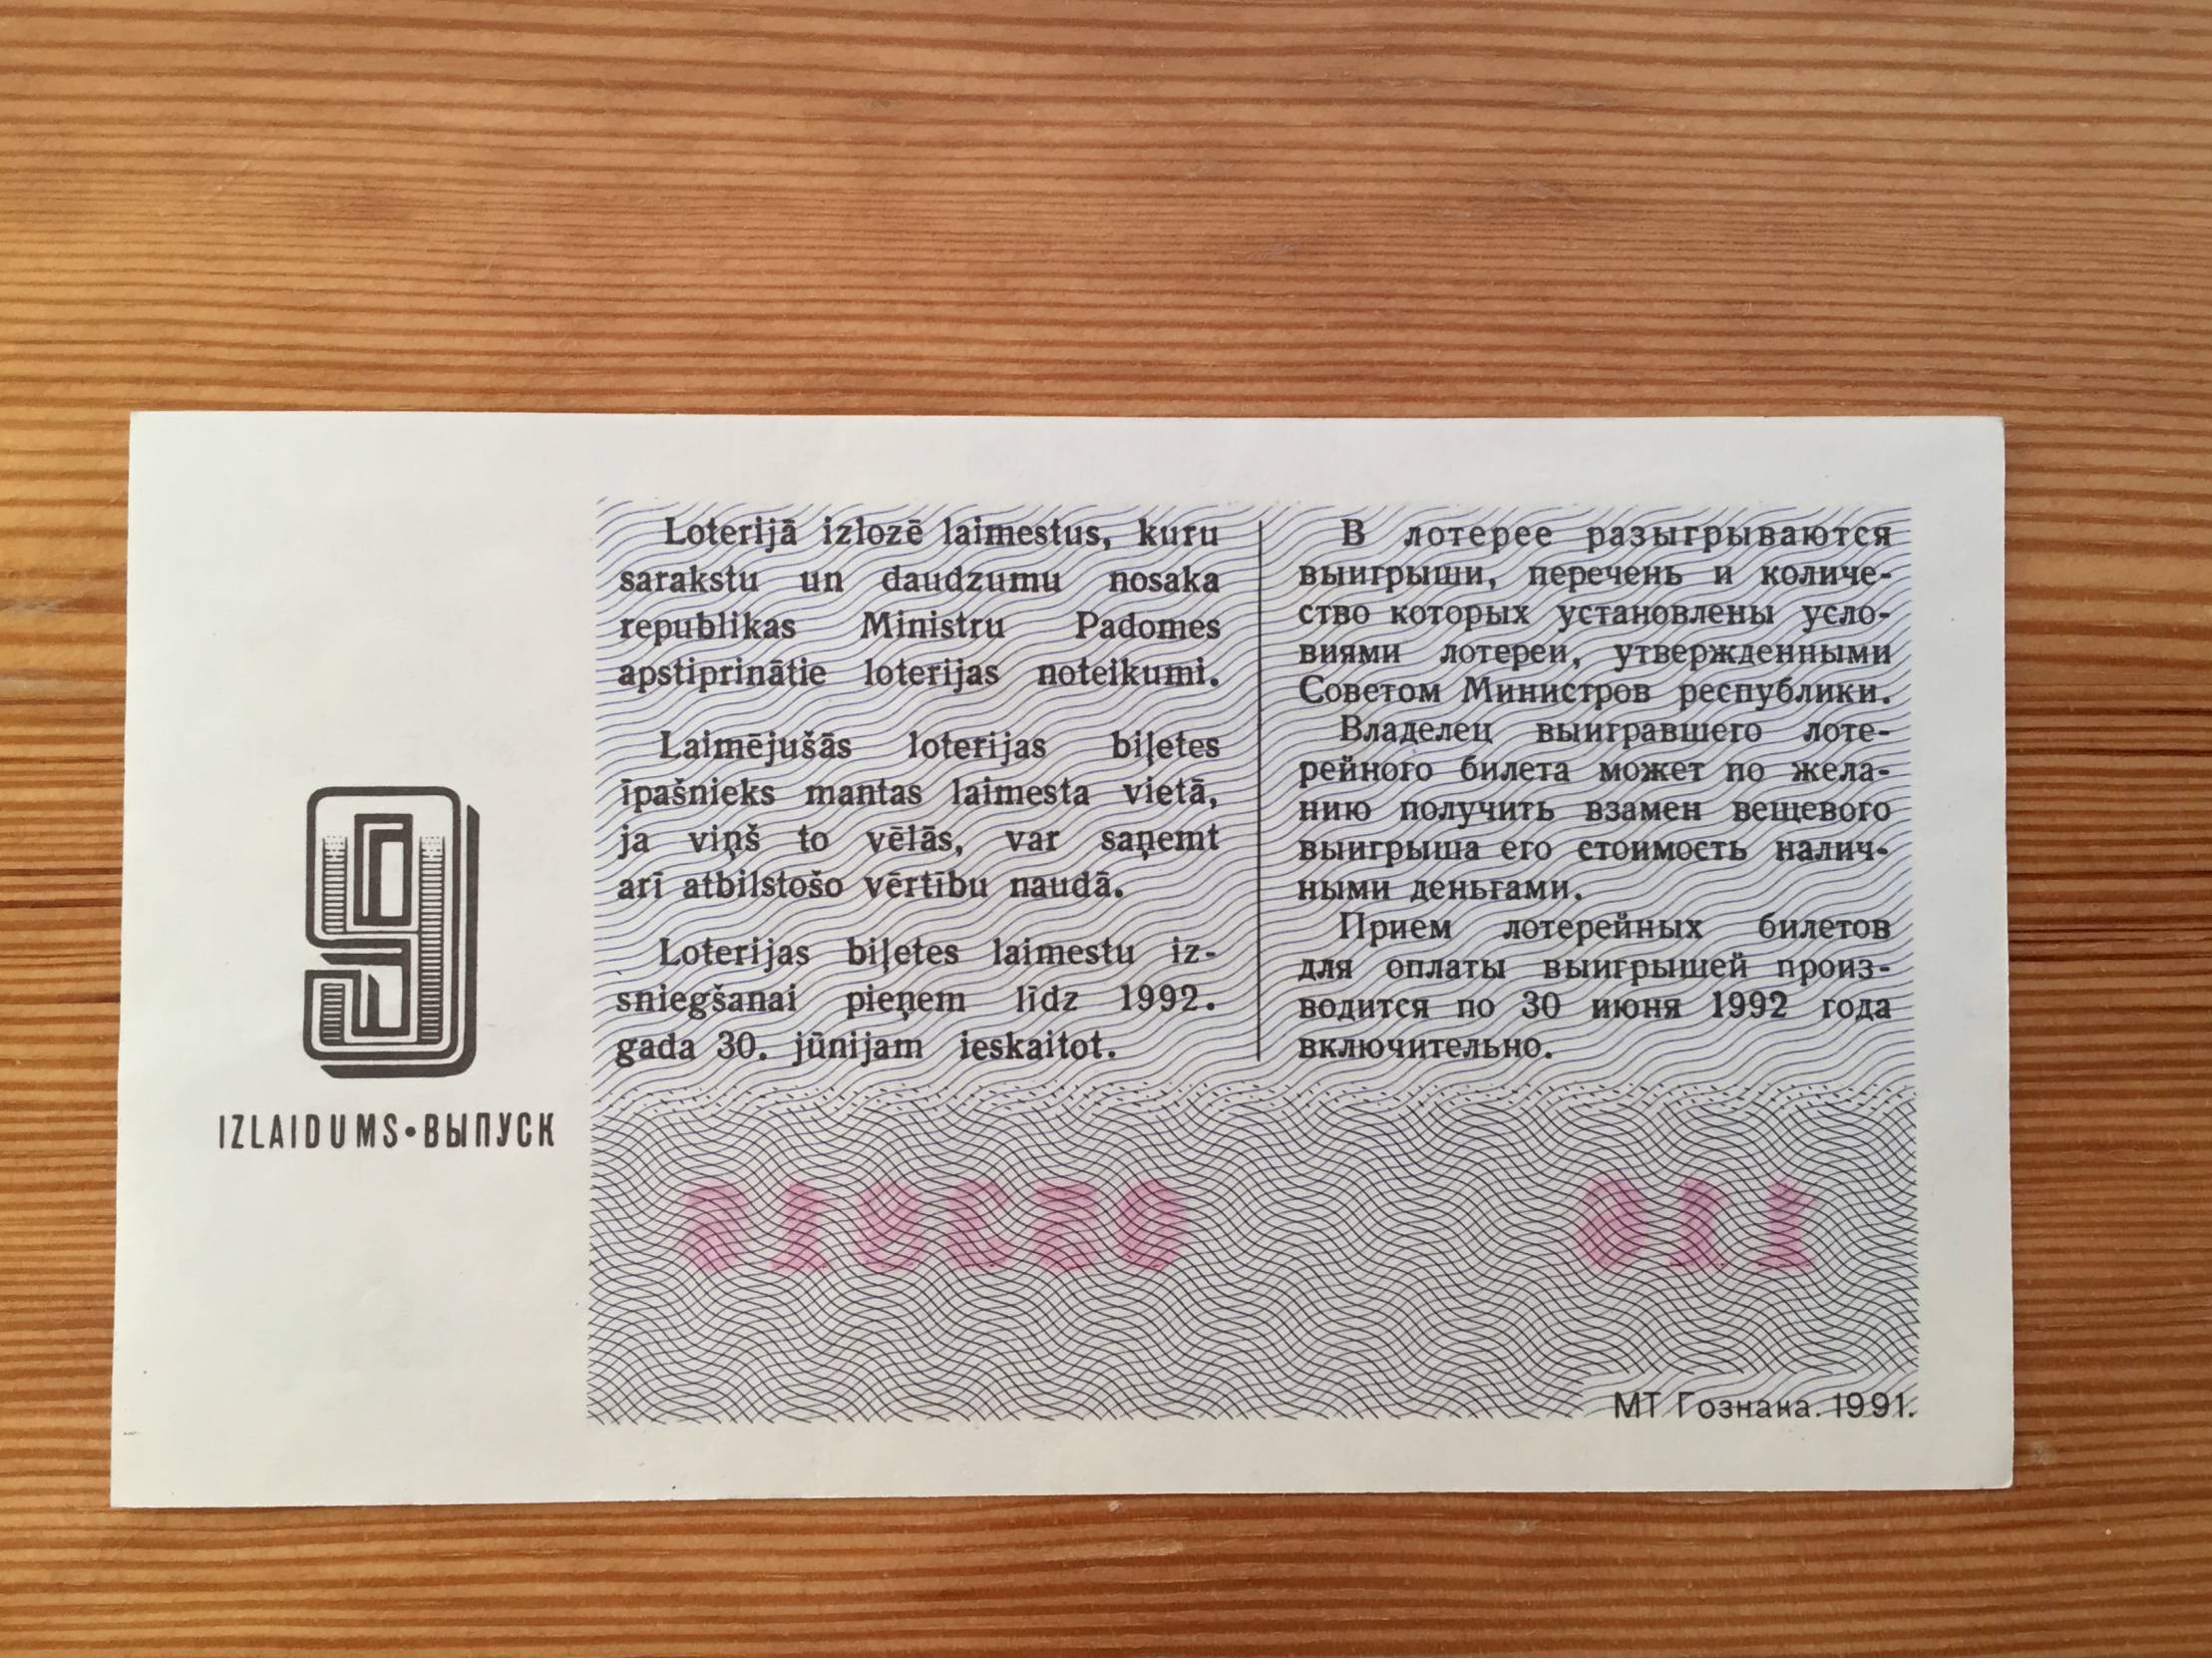 9
IZLAIDUMS•ВЫПУСК
Loterijā izlozē laimestus, kuru
sarakstu un daudzumu nosaka
republikas Ministru Padomes
apstiprinātie loterijas noteikumi.
Laimējušās loterijas biļetes
īpašnieks mantas laimesta vietā,
ja viņš to vēlās, var saņemt
arī atbilstošo vērtību naudā.
Loterijas biļetes laimestu iz-
sniegšanai pieņem līdz 1992.
gada 30. jūnijam ieskaitot.
В лотерее разыгрываются
выигрыши, перечень и количе-
ство которых установлены усло-
виями лотереи, утвержденными
Советом Министров республики.
Владелец выигравшего лоте-
рейного билета может по жела-
нию получить взамен вещевого
выигрыша его стоимость налич-
ными деньгами.
Прием лотерейных билетов
для оплаты выигрышей произ-
водится по 30 июня 1992 года
включительно.
МТ Гознака. 1991.